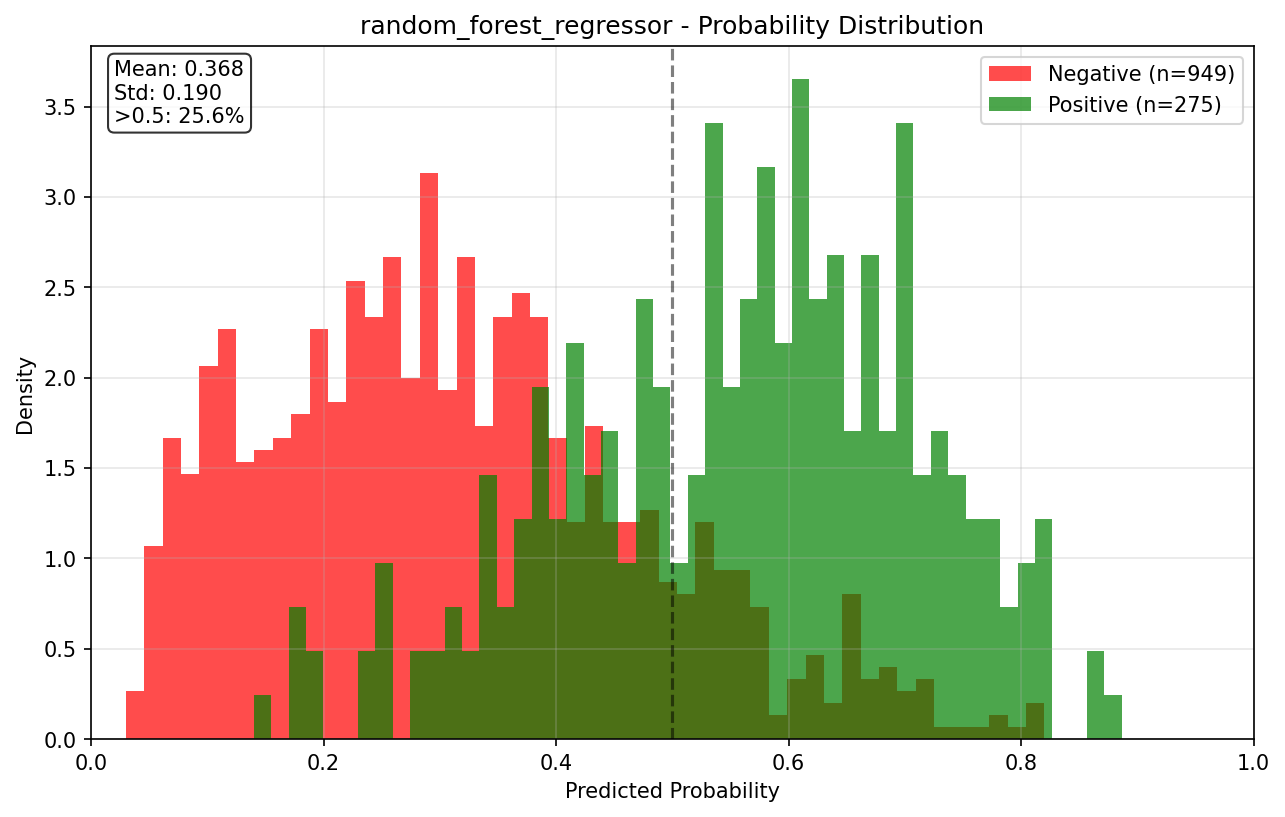 random_forest_regressor - Probability Distribution
Mean: 0.368
Std: 0.190
>0.5: 25.6%
Negative (n=949)
Positive (n=275)
Density
3.5
3.0
2.5
2.0
1.5
1.0
0.5
0.0
0.0 0.2 0.4 0.6 0.8 1.0
Predicted Probability